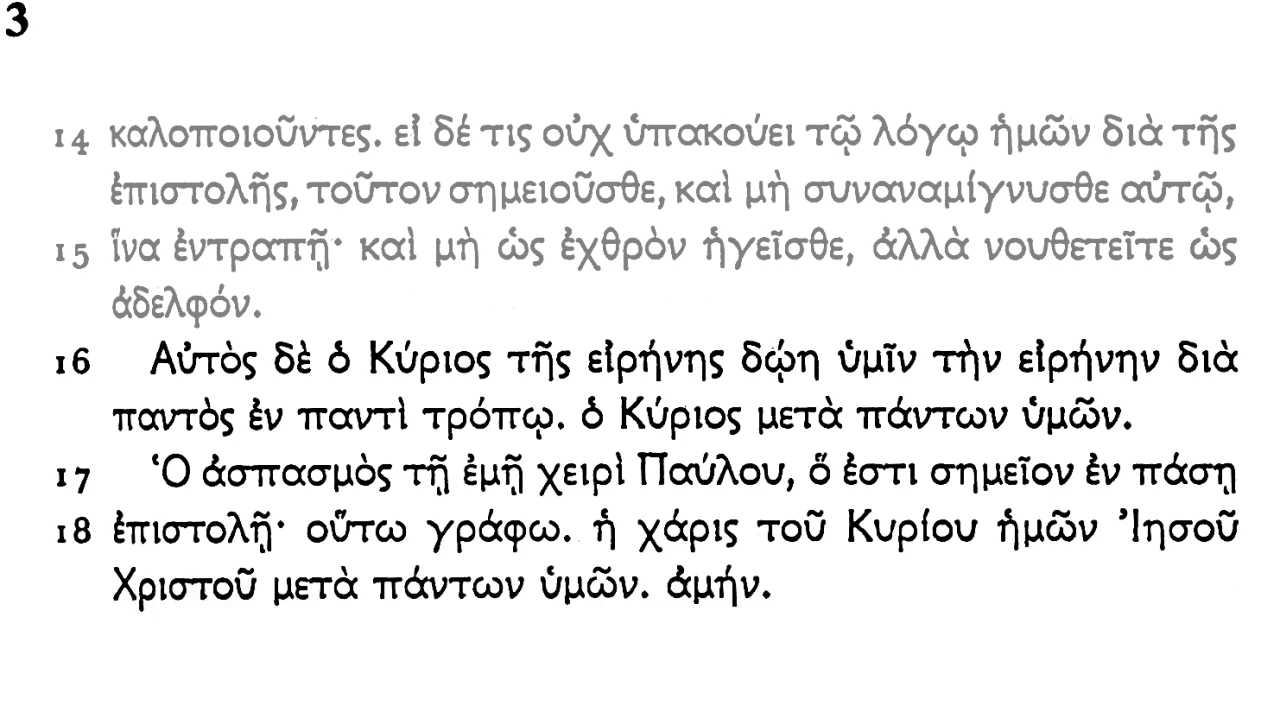 3
14 καλοποιοῦντες. εἰ δέ τις οὐχ ὑπακούει τῷ λόγῳ ἡμῶν διὰ τῆς
ἐπιστολῆς, τοῦτον σημειοῦσθε, καὶ μὴ συναναμίγνυσθε αὐτῷ,
15 ἵνα ἐντραπῇ· καὶ μὴ ὡς ἐχθρὸν ἡγεῖσθε, ἀλλὰ νουθετεῖτε ὡς
ἀδελφόν.
16 Αὐτὸς δὲ ὁ Κύριος τῆς εἰρήνης δῴη ὑμῖν τὴν εἰρήνην διὰ
παντὸς ἐν παντὶ τρόπῳ. ὁ Κύριος μετὰ πάντων ὑμῶν.
17 Ὁ ἀσπασμὸς τῇ ἐμῇ χειρὶ Παύλου, ὅ ἐστι σημεῖον ἐν πάσῃ
18 ἐπιστολῇ· οὕτω γράφω. ἡ χάρις τοῦ Κυρίου ἡμῶν Ἰησοῦ
Χριστοῦ μετὰ πάντων ὑμῶν. ἀμήν.